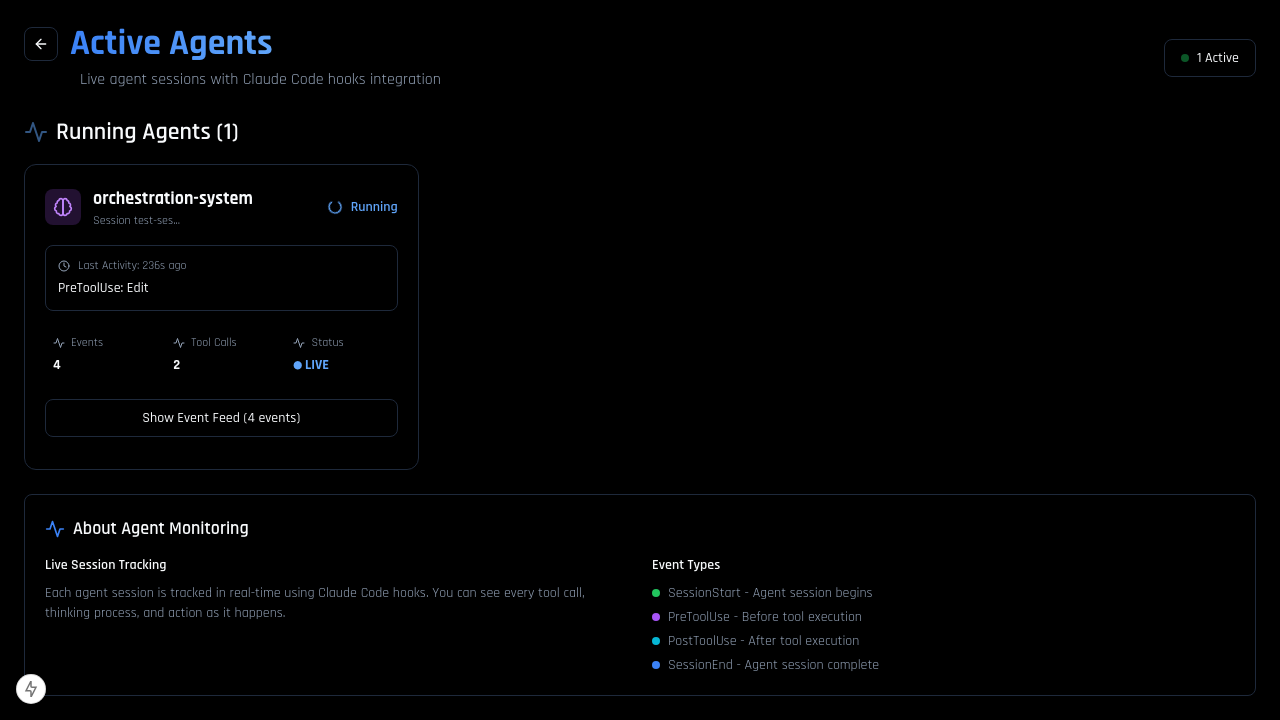 Active Agents
Live agent sessions with Claude Code hooks integration
1 Active
Running Agents (1)
orchestration-system
Session test-ses...
Running
Last Activity: 236s ago
PreToolUse: Edit
Events
Tool Calls
Status
4
2
LIVE
Show Event Feed (4 events)
About Agent Monitoring
Live Session Tracking
Each agent session is tracked in real-time using Claude Code hooks. You can see every tool call,
thinking process, and action as it happens.
Event Types
SessionStart - Agent session begins
PreToolUse - Before tool execution
PostToolUse - After tool execution
SessionEnd - Agent session complete